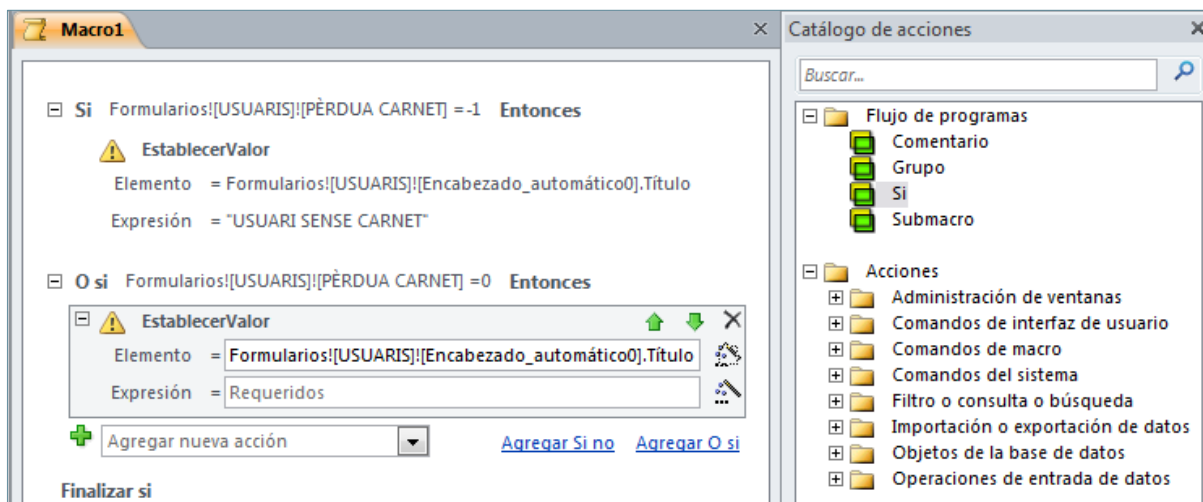 Macro1
Si Formularios![USUARIS]![PÈRDUA CARNET] =-1 Entonces
EstablecerValor
Elemento = Formularios![USUARIS]![Encabezado_automático0].Título
Expresión = "USUARI SENSE CARNET"
O si Formularios![USUARIS]![PÈRDUA CARNET] =0 Entonces
EstablecerValor
Elemento = Formularios![USUARIS]![Encabezado_automático0].Título
Expresión = Requeridos
Agregar nueva acción Agregar Si no Agregar O si
Finalizar si
Catálogo de acciones
Buscar...
Flujo de programas
Comentario
Grupo
Si
Submacro
Acciones
Administración de ventanas
Comandos de interfaz de usuario
Comandos de macro
Comandos del sistema
Filtro o consulta o búsqueda
Importación o exportación de datos
Objetos de la base de datos
Operaciones de entrada de datos